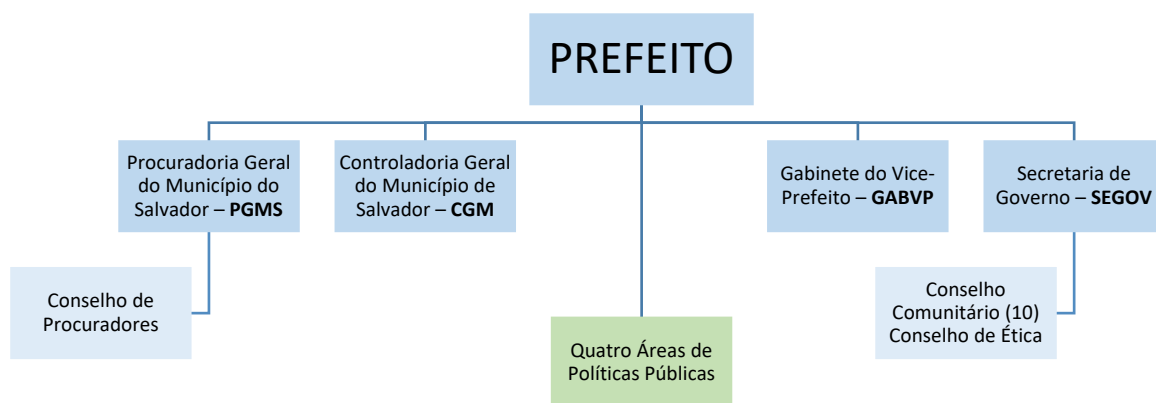 PREFEITO
Procuradoria Geral
do Município do
Salvador – PGMS
Controladoria Geral
do Município de
Salvador – CGM
Gabinete do Vice-
Prefeito – GABVP
Secretaria de
Governo – SEGOV
Conselho de
Procuradores
Quatro Áreas de
Políticas Públicas
Conselho
Comunitário (10)
Conselho de Ética